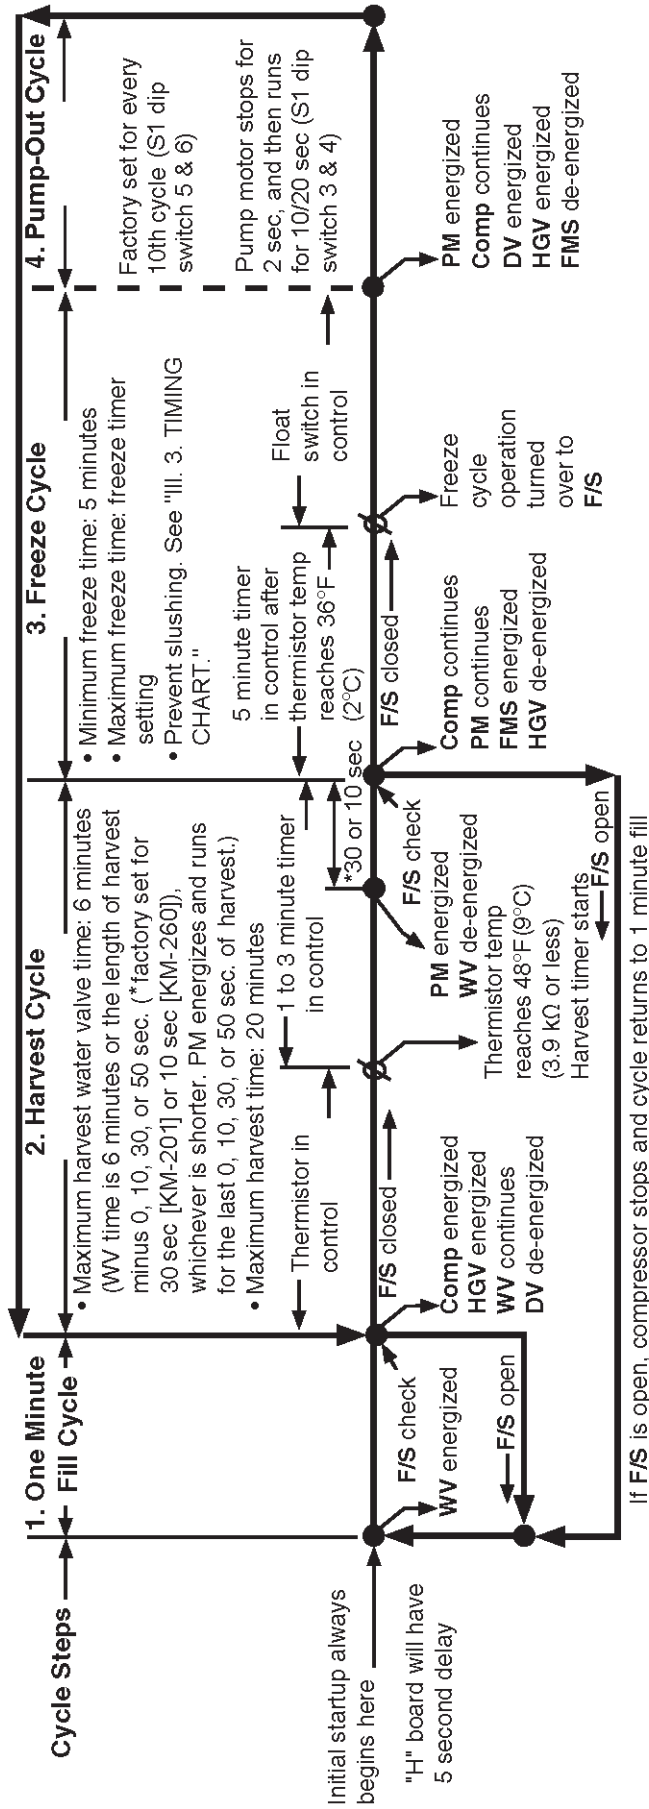 Cycle Steps
1. One Minute
Fill Cycle
2. Harvest Cycle
3. Freeze Cycle
4. Pump-Out Cycle
• Maximum harvest water valve time: 6 minutes
(WV time is 6 minutes or the length of harvest
minus 0, 10, 30, or 50 sec. (*factory set for
30 sec [KM-201] or 10 sec [KM-260]),
whichever is shorter. PM energizes and runs
for the last 0, 10, 30, or 50 sec. of harvest.)
• Maximum harvest time: 20 minutes
• Minimum freeze time: 5 minutes
• Maximum freeze time: freeze timer
setting
• Prevent slushing. See "III. 3. TIMING
CHART."
Factory set for every
10th cycle (S1 dip
switch 5 & 6)
Pump motor stops for
2 sec, and then runs
for 10/20 sec (S1 dip
switch 3 & 4)
Thermistor in
control
1 to 3 minute timer
in control
*30 or 10 sec
5 minute timer
in control after
thermistor temp
reaches 36°F
(2°C)
Float
switch in
control
Initial startup always
begins here
"H" board will have
5 second delay
F/S check
WV energized
F/S open
F/S closed
Comp energized
HGV energized
WV continues
DV de-energized
Thermistor temp
reaches 48°F(9°C)
(3.9 kΩ or less)
Harvest timer starts
PM energized
WV de-energized
F/S check
F/S open
F/S closed
Comp continues
PM continues
FMS energized
HGV de-energized
Freeze
cycle
operation
turned
over to
F/S
PM energized
Comp continues
DV energized
HGV energized
FMS de-energized
If F/S is open, compressor stops and cycle returns to 1 minute fill